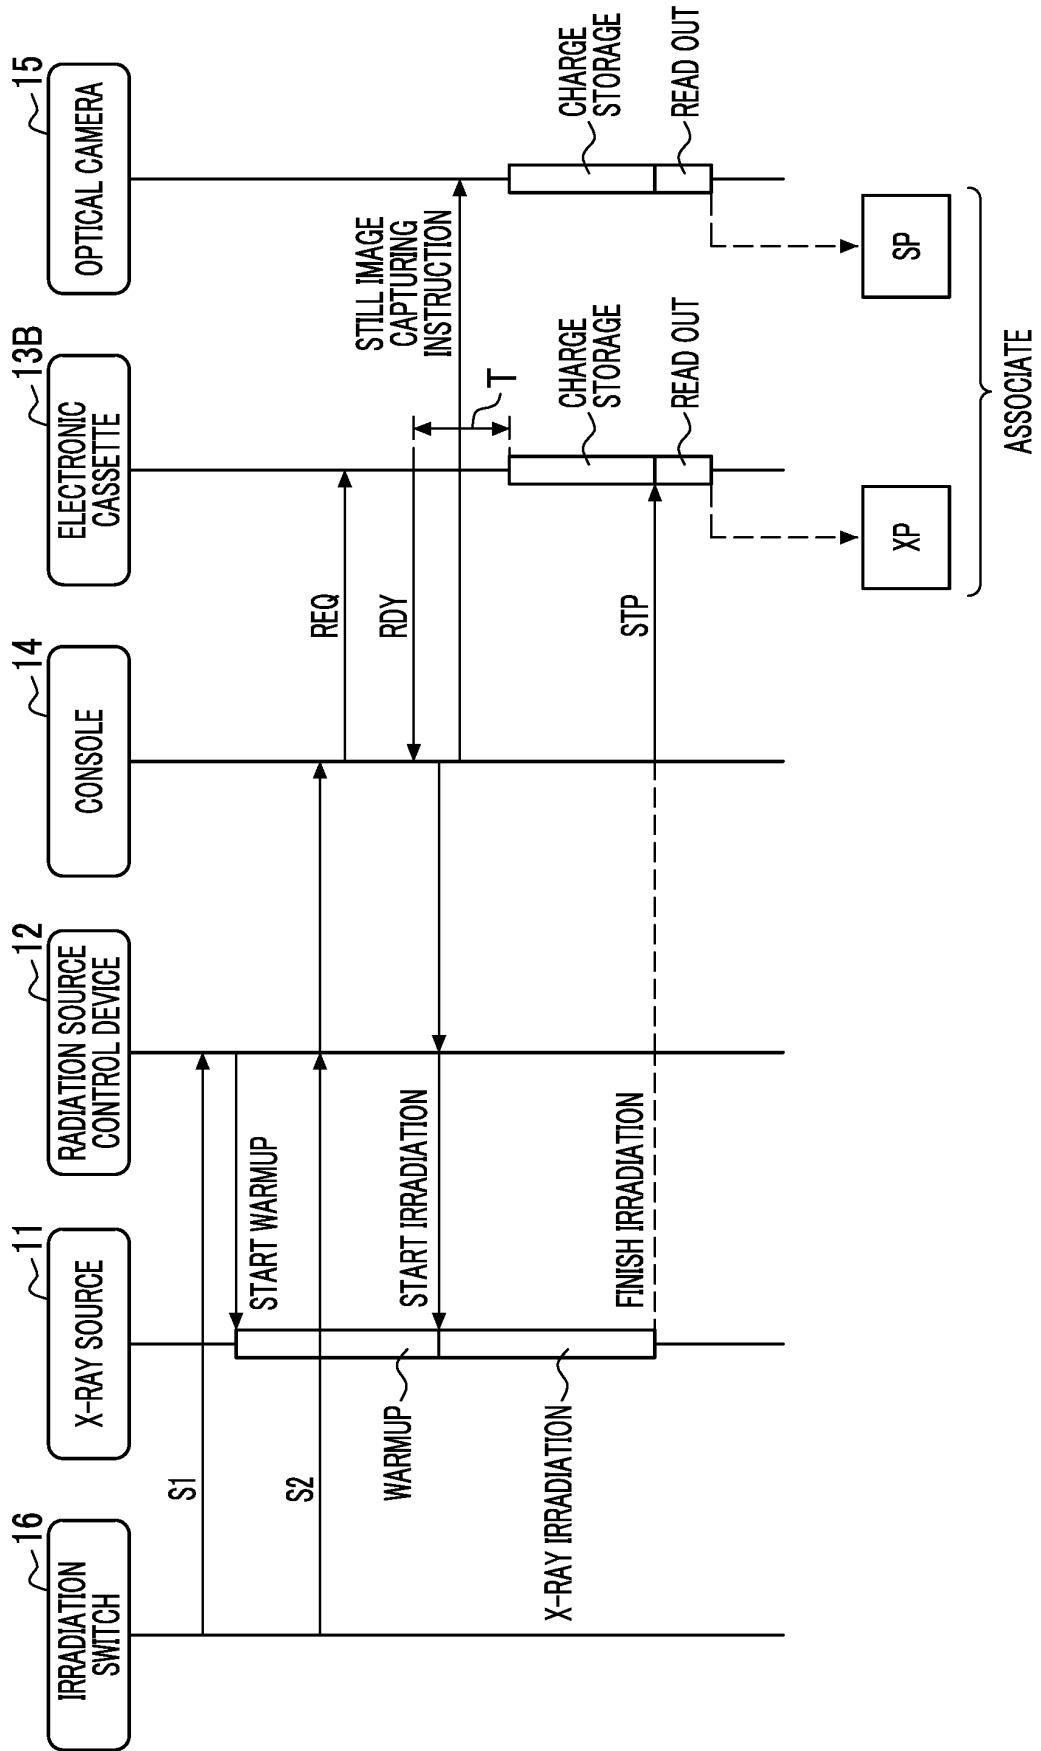 16
IRRADIATION
SWITCH
11
X-RAY SOURCE
12
RADIATION SOURCE
CONTROL DEVICE
14
CONSOLE
13B
ELECTRONIC
CASSETTE
15
OPTICAL CAMERA
S1
START WARMUP
S2
REQ
RDY
WARMUP
START IRRADIATION
STILL IMAGE
CAPTURING
INSTRUCTION
T
X-RAY IRRADIATION
CHARGE
STORAGE
CHARGE
STORAGE
FINISH IRRADIATION
STP
READ OUT
READ OUT
XP
SP
ASSOCIATE